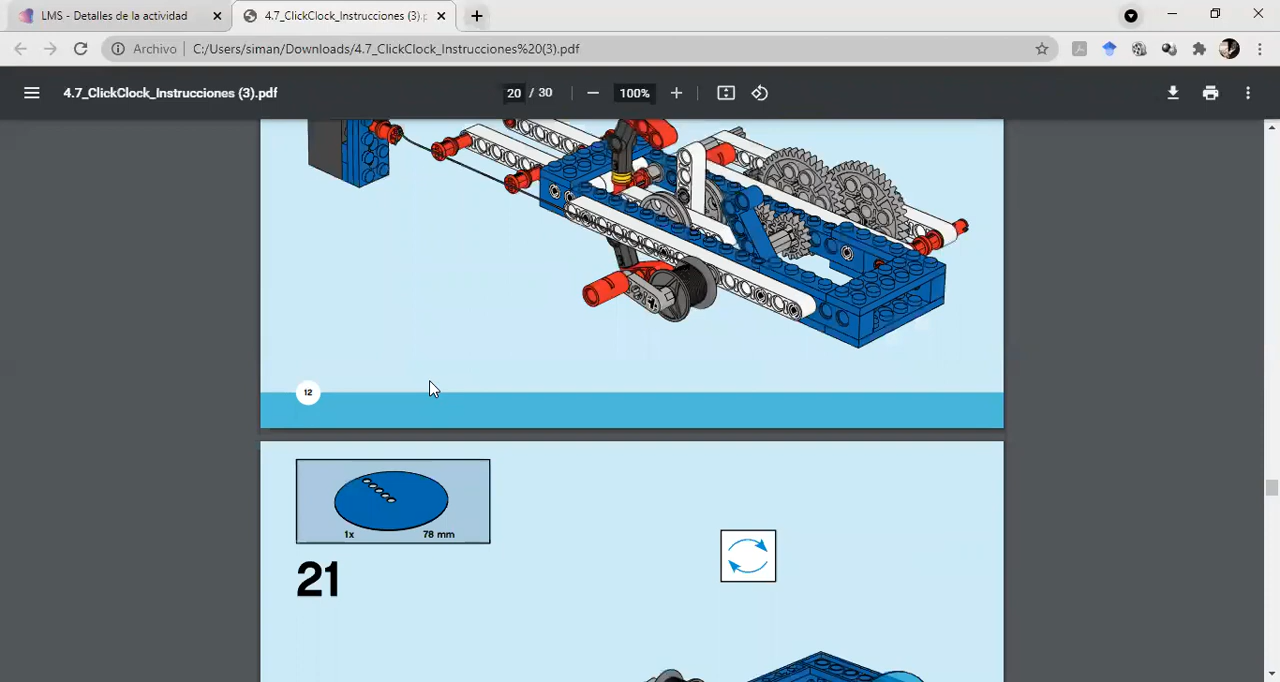 LMS - Detalles de la actividad
4.7_ClickClock_Instrucciones (3).p
Archivo
C:/Users/siman/Downloads/4.7_ClickClock_Instrucciones%20(3).pdf
4.7_ClickClock_Instrucciones (3).pdf
20 / 30
100%
12
1x 78 mm
21